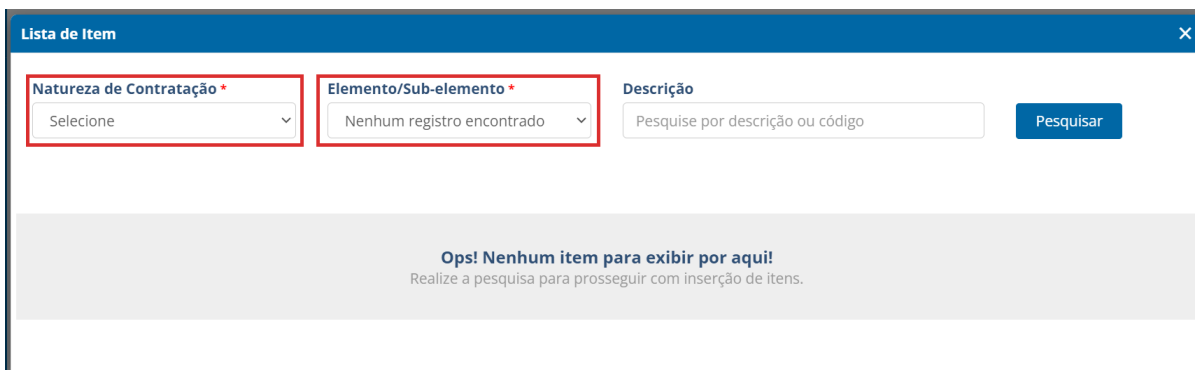 Lista de Item
Natureza de Contratação *
Elemento/Sub-elemento *
Descrição
Selecione
Nenhum registro encontrado
Pesquise por descrição ou código
Pesquisar
Ops! Nenhum item para exibir por aqui!
Realize a pesquisa para prosseguir com inserção de itens.